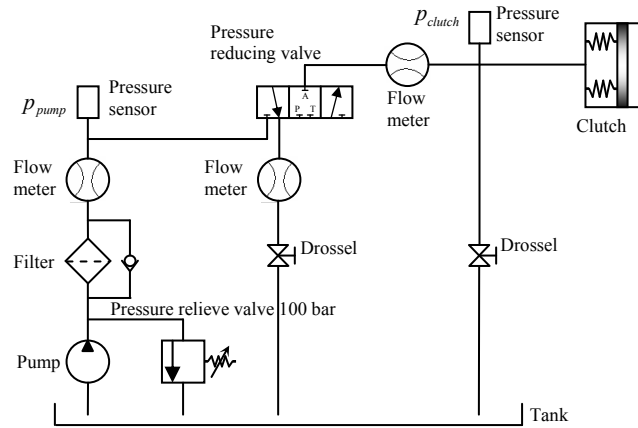 p_clutch
Pressure
sensor
Pressure
reducing valve
Pressure
sensor
p_pump
A
P T
Flow
meter
Clutch
Flow
meter
Flow
meter
Drossel
Drossel
Filter
Pressure relieve valve 100 bar
Pump
Tank